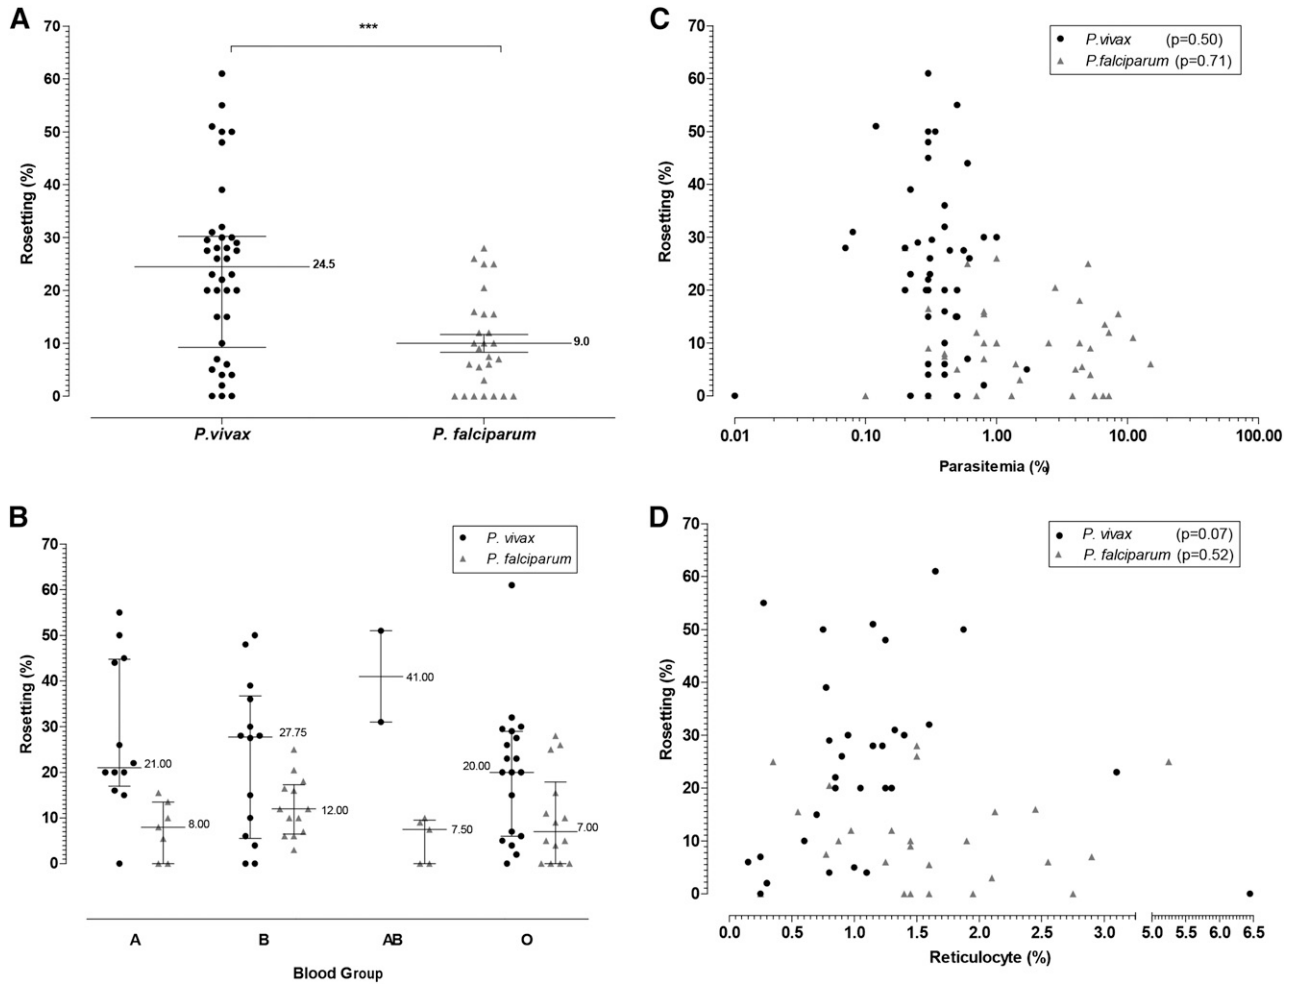 A
70
60
50
40
30
20
10
0
Rosetting (%)
***
24.5
9.0
P.vivax P. falciparum
C
70
60
50
40
30
20
10
0
Rosetting (%)
P.vivax (p=0.50)
P.falciparum (p=0.71)
0.01 0.10 1.00 10.00 100.00
Parasitemia (%)
B
70
60
50
40
30
20
10
0
Rosetting (%)
P. vivax
P. falciparum
21.00
8.00
27.75
12.00
41.00
7.50
20.00
7.00
A B AB O
Blood Group
D
70
60
50
40
30
20
10
0
Rosetting (%)
P. vivax (p=0.07)
P. falciparum (p=0.52)
0.0 0.5 1.0 1.5 2.0 2.5 3.0 5.0 5.5 6.0 6.5
Reticulocyte (%)